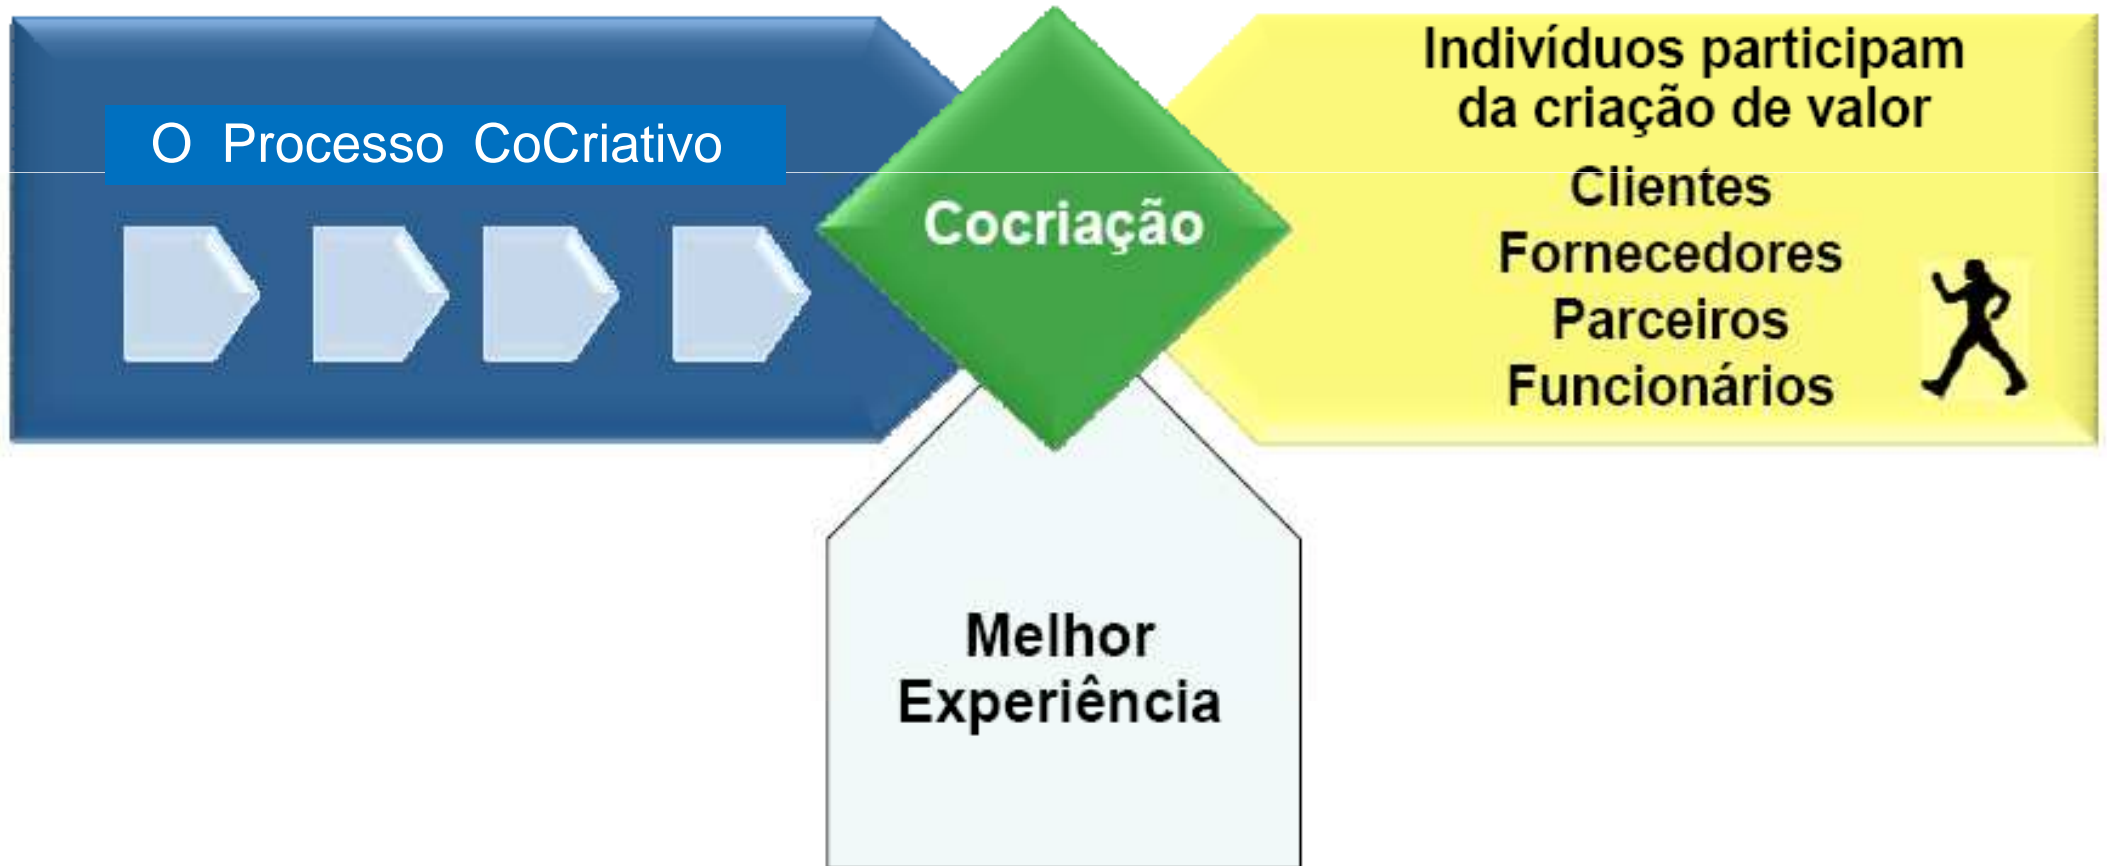 O Processo CoCriativo
Cocriação
Indivíduos participam
da criação de valor
Clientes
Fornecedores
Parceiros
Funcionários
Melhor
Experiência